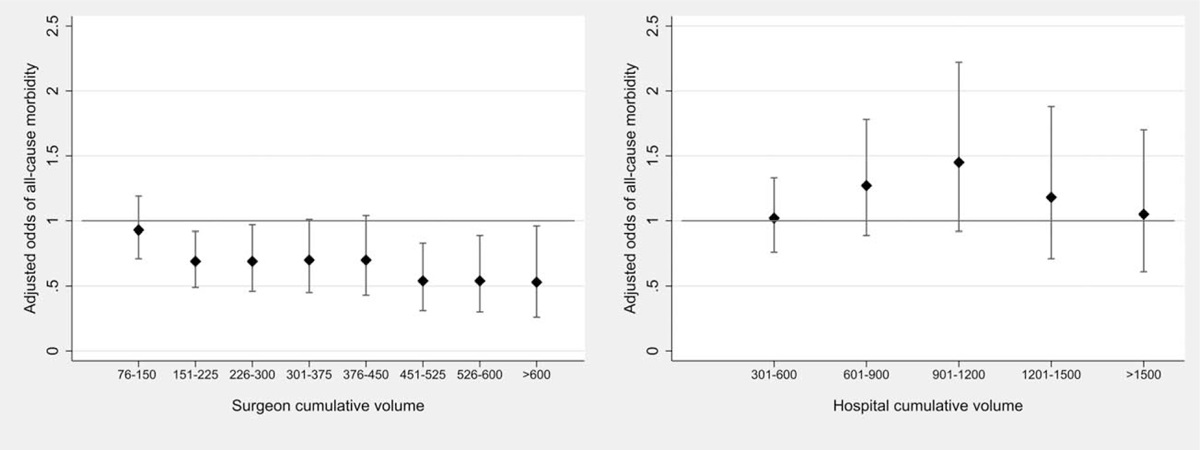 Adjusted odds of all-cause morbidity
2.5
2
1.5
1
.5
0
76-150 151-225 226-300 301-375 376-450 451-525 526-600 >600
Surgeon cumulative volume
Adjusted odds of all-cause morbidity
2.5
2
1.5
1
.5
0
301-600 601-900 901-1200 1201-1500 >1500
Hospital cumulative volume